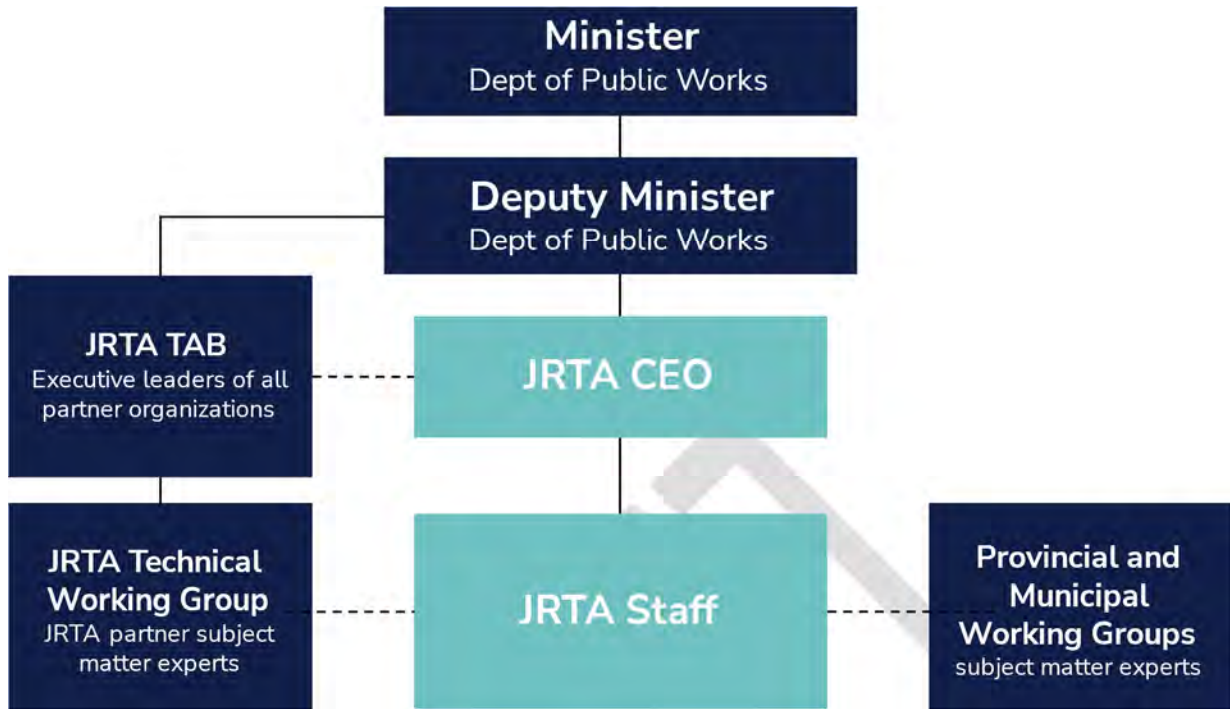 Minister
Dept of Public Works
Deputy Minister
Dept of Public Works
JRTA TAB
Executive leaders of all
partner organizations
JRTA CEO
JRTA Technical
Working Group
JRTA partner subject
matter experts
JRTA Staff
Provincial and
Municipal
Working Groups
subject matter experts